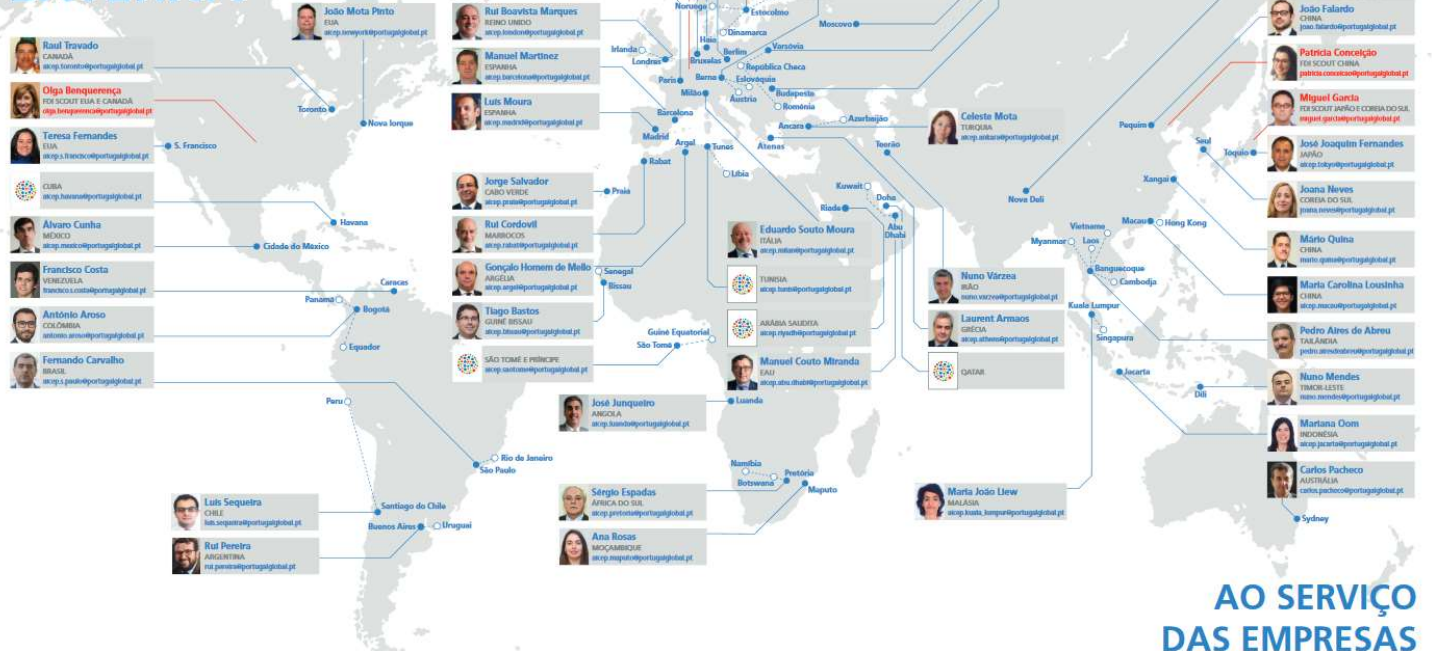 João Mota Pinto
EUA
aicep.newyork@portugalglobal.pt
Raul Travado
CANADÁ
aicep.toronto@portugalglobal.pt
Olga Benquerença
FDI SCOUT EUA E CANADÁ
olga.benquerenca@portugalglobal.pt
Teresa Fernandes
EUA
aicep.s.francisco@portugalglobal.pt
CUBA
aicep.havana@portugalglobal.pt
Álvaro Cunha
MÉXICO
aicep.mexico@portugalglobal.pt
Francisco Costa
VENEZUELA
francisco.s.costa@portugalglobal.pt
António Aroso
COLÔMBIA
antonio.aroso@portugalglobal.pt
Fernando Carvalho
BRASIL
aicep.s.paulo@portugalglobal.pt
Toronto
Nova Iorque
S. Francisco
Havana
Cidade do México
Caracas
Panamá
Bogotá
Equador
Peru
Rio de Janeiro
São Paulo
Santiago do Chile
Buenos Aires
Uruguai
Luis Sequeira
CHILE
luis.sequeira@portugalglobal.pt
Rui Pereira
ARGENTINA
rui.pereira@portugalglobal.pt
Rui Boavista Marques
REINO UNIDO
aicep.london@portugalglobal.pt
Manuel Martinez
ESPANHA
aicep.barcelona@portugalglobal.pt
Luís Moura
ESPANHA
aicep.madrid@portugalglobal.pt
Jorge Salvador
CABO VERDE
aicep.praia@portugalglobal.pt
Rui Cordovil
MARROCOS
aicep.rabat@portugalglobal.pt
Gonçalo Homem de Mello
ARGÉLIA
aicep.argel@portugalglobal.pt
Tiago Bastos
GUINÉ BISSAU
aicep.bissau@portugalglobal.pt
SÃO TOMÉ E PRÍNCIPE
aicep.saotome@portugalglobal.pt
Noruega
Estocolmo
Dinamarca
Moscovo
Irlanda
Londres
Haia
Berlim
Varsóvia
Bruxelas
República Checa
Paris
Berna
Eslováquia
Milão
Áustria
Budapeste
Roménia
Barcelona
Madrid
Argel
Tunes
Atenas
Ancara
Azerbaijão
Teerão
Rabat
Líbia
Praia
Kuwait
Doha
Riade
Abu
Dhabi
Senegal
Bissau
Guiné Equatorial
São Tomé
Luanda
Namíbia
Botswana
Pretória
Maputo
Celeste Mota
TURQUIA
aicep.ankara@portugalglobal.pt
Eduardo Souto Moura
ITÁLIA
aicep.milan@portugalglobal.pt
TUNISIA
aicep.tunis@portugalglobal.pt
ARÁBIA SAUDITA
aicep.riyadh@portugalglobal.pt
Manuel Couto Miranda
EAU
aicep.abu.dhabi@portugalglobal.pt
Nuno Várzea
IRÃO
nuno.varzea@portugalglobal.pt
Laurent Armaos
GRÉCIA
aicep.athens@portugalglobal.pt
QATAR
José Junqueiro
ANGOLA
aicep.luanda@portugalglobal.pt
Sérgio Espadas
ÁFRICA DO SUL
aicep.pretoria@portugalglobal.pt
Ana Rosas
MOÇAMBIQUE
aicep.maputo@portugalglobal.pt
Maria João Liew
MALÁSIA
aicep.kuala_lumpur@portugalglobal.pt
Nova Deli
Pequim
Seul
Tóquio
Xangai
Macau
Hong Kong
Vietname
Myanmar
Laos
Banguecoque
Cambodja
Kuala Lumpur
Singapura
Jacarta
Dili
Sydney
João Falardo
CHINA
joao.falardo@portugalglobal.pt
Patrícia Conceição
FDI SCOUT CHINA
patricia.conceicao@portugalglobal.pt
Miguel Garcia
FDI SCOUT JAPÃO E COREIA DO SUL
miguel.garcia@portugalglobal.pt
José Joaquim Fernandes
JAPÃO
aicep.tokyo@portugalglobal.pt
Joana Neves
COREIA DO SUL
joana.neves@portugalglobal.pt
Mário Quina
CHINA
mario.quina@portugalglobal.pt
Maria Carolina Lousinha
CHINA
aicep.macau@portugalglobal.pt
Pedro Aires de Abreu
TAILÂNDIA
pedro.airesdeabreu@portugalglobal.pt
Nuno Mendes
TIMOR-LESTE
nuno.mendes@portugalglobal.pt
Mariana Oom
INDONÉSIA
aicep.jacarta@portugalglobal.pt
Carlos Pacheco
AUSTRÁLIA
carlos.pacheco@portugalglobal.pt
AO SERVIÇO
DAS EMPRESAS